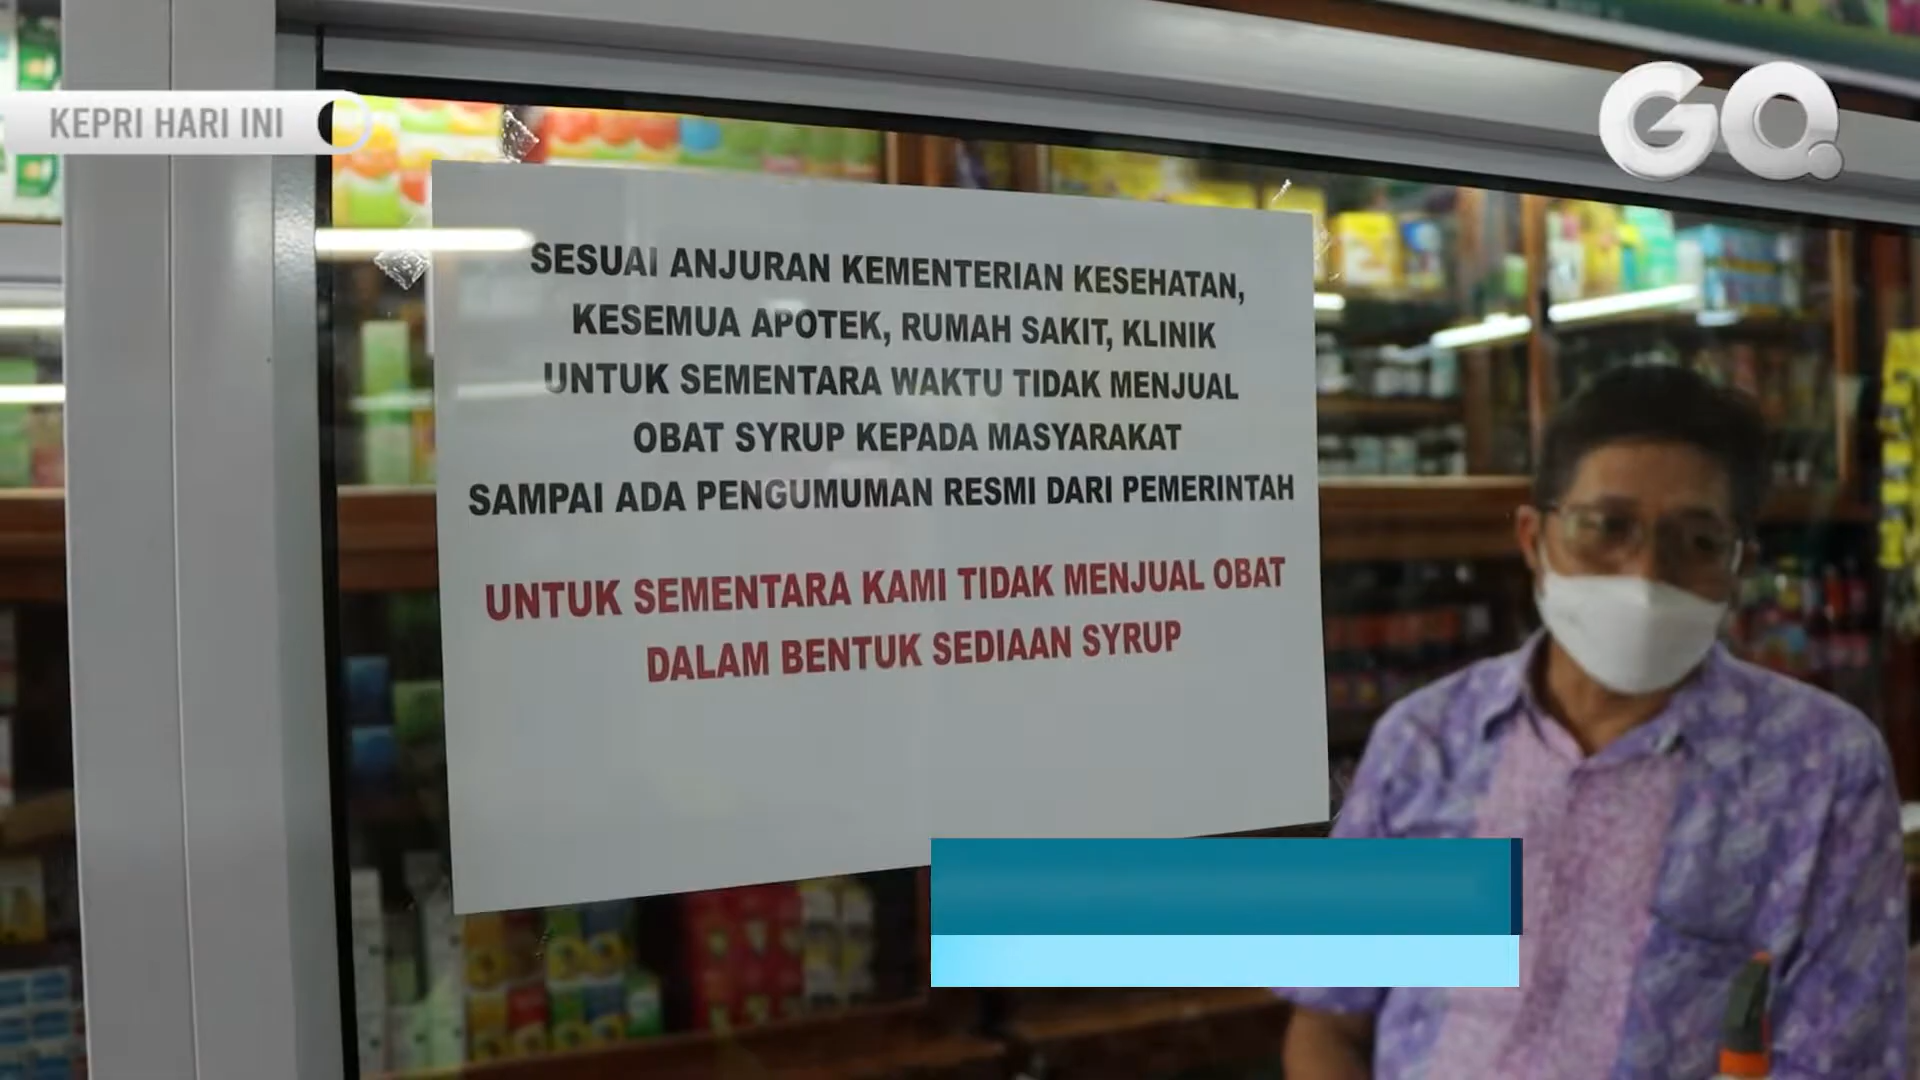 KEPRI HARI INI
GQ
SESUAI ANJURAN KEMENTERIAN KESEHATAN,
KESEMUA APOTEK, RUMAH SAKIT, KLINIK
UNTUK SEMENTARA WAKTU TIDAK MENJUAL
OBAT SYRUP KEPADA MASYARAKAT
SAMPAI ADA PENGUMUMAN RESMI DARI PEMERINTAH
UNTUK SEMENTARA KAMI TIDAK MENJUAL OBAT
DALAM BENTUK SEDIAAN SYRUP